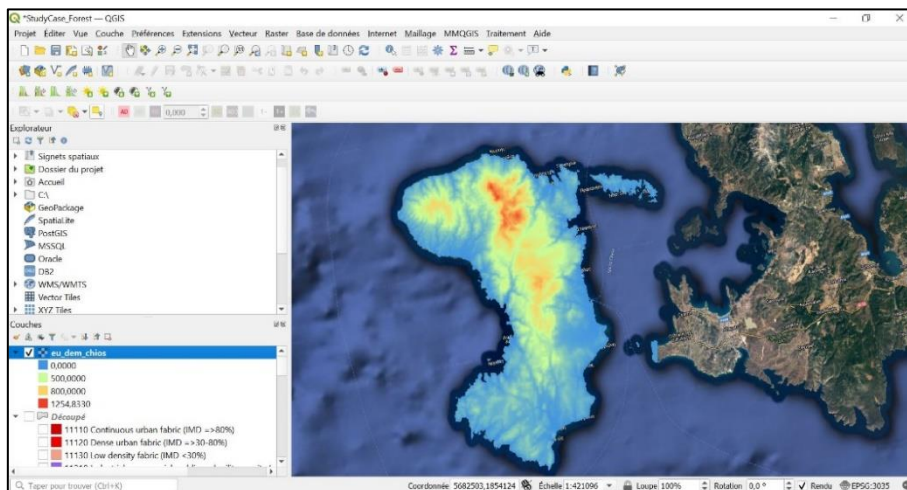 *StudyCase_Forest — QGIS
Projet Éditer Vue Couche Préférences Extensions Vecteur Raster Base de données Internet Maillage MMQGIS Traitement Aide
0,000
Explorateur
Signets spatiaux
Dossier du projet
Accueil
C:\
GeoPackage
SpatiaLite
PostGIS
MSSQL
Oracle
DB2
WMS/WMTS
Vector Tiles
XYZ Tiles
Couches
eu_dem_chios
0,0000
500,0000
800,0000
1254,8330
Découpé
11110 Continuous urban fabric (IMD =>80%)
11120 Dense urban fabric (IMD =>30-80%)
11130 Low density fabric (IMD <30%)
Taper pour trouver (Ctrl+K)
Coordonnée 5682503,1854124 Échelle 1:421096 Loupe 100% Rotation 0,0 ° Rendu EPSG:3035